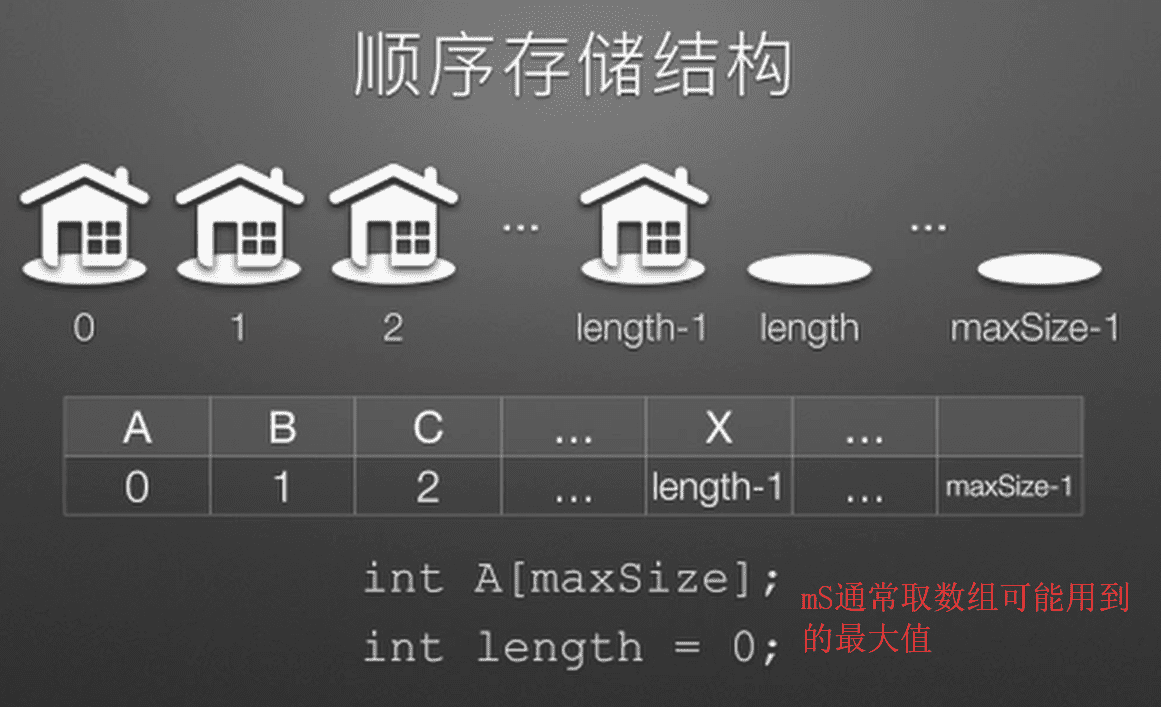 顺序存储结构
... ...
0 1 2 length-1 length maxSize-1
A B C ... X ...
0 1 2 ... length-1 ... maxSize-1
int A[maxSize];
int length = 0;
mS通常取数组可能用到
的最大值